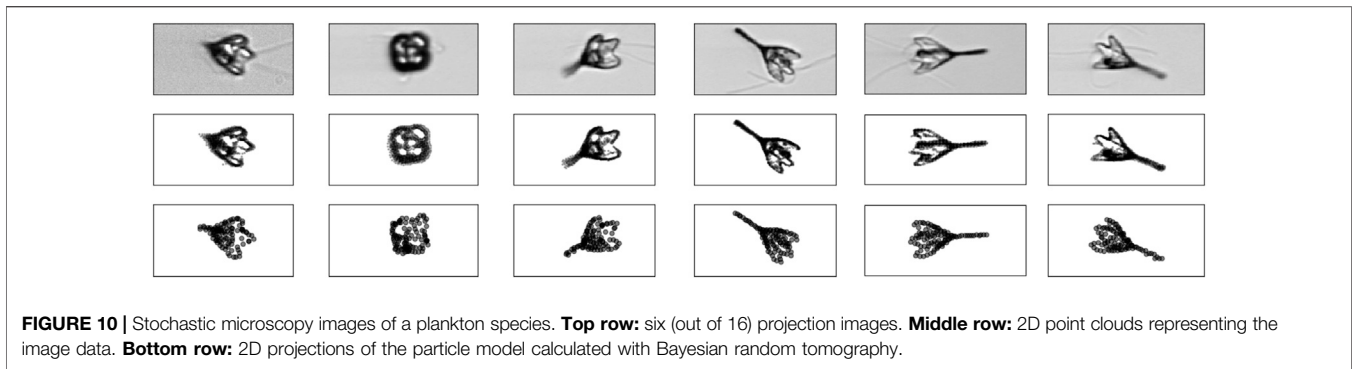 FIGURE 10 | Stochastic microscopy images of a plankton species. Top row: six (out of 16) projection images. Middle row: 2D point clouds representing the
image data. Bottom row: 2D projections of the particle model calculated with Bayesian random tomography.